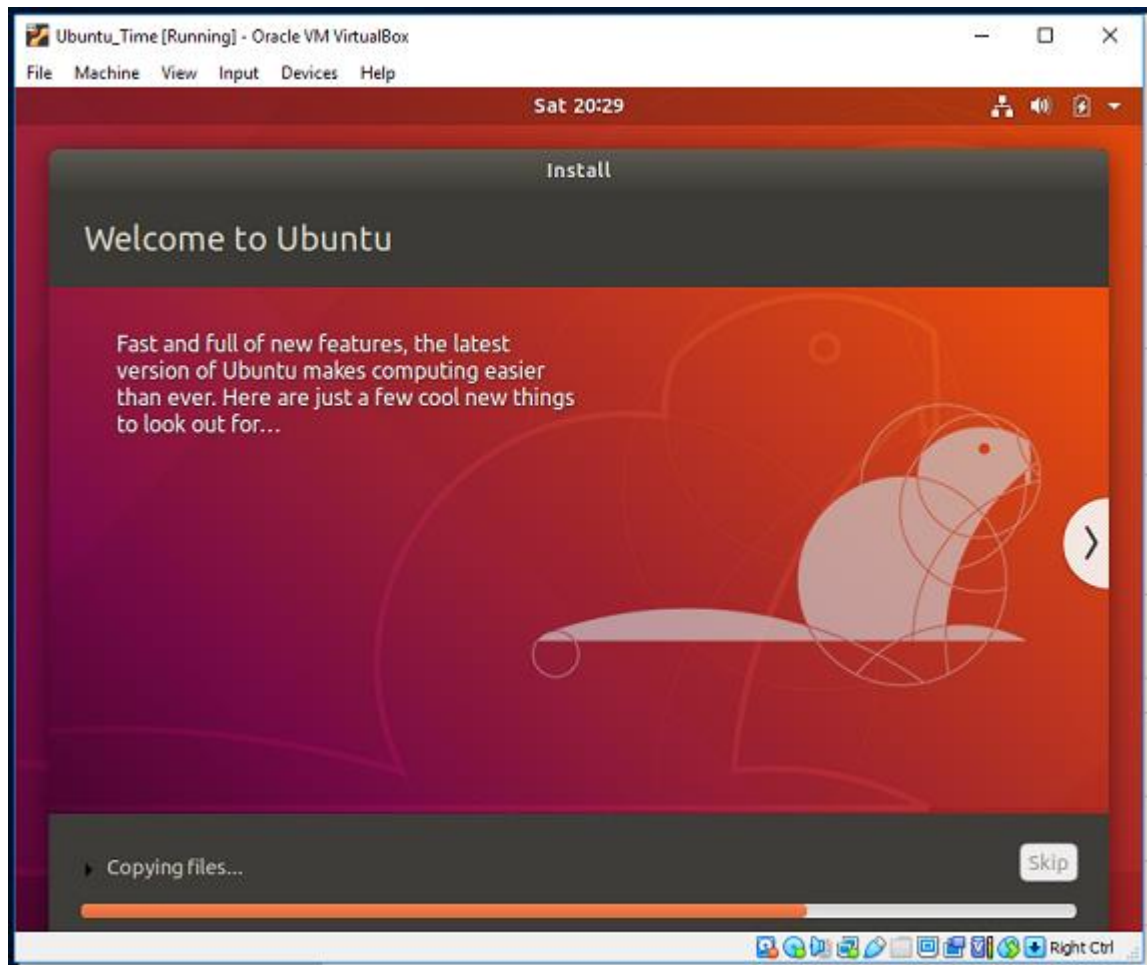 Ubuntu_Time [Running] - Oracle VM VirtualBox
File Machine View Input Devices Help
Sat 20:29
Install
Welcome to Ubuntu
Fast and full of new features, the latest
version of Ubuntu makes computing easier
than ever. Here are just a few cool new things
to look out for...
Copying files...
Skip
Right Ctrl